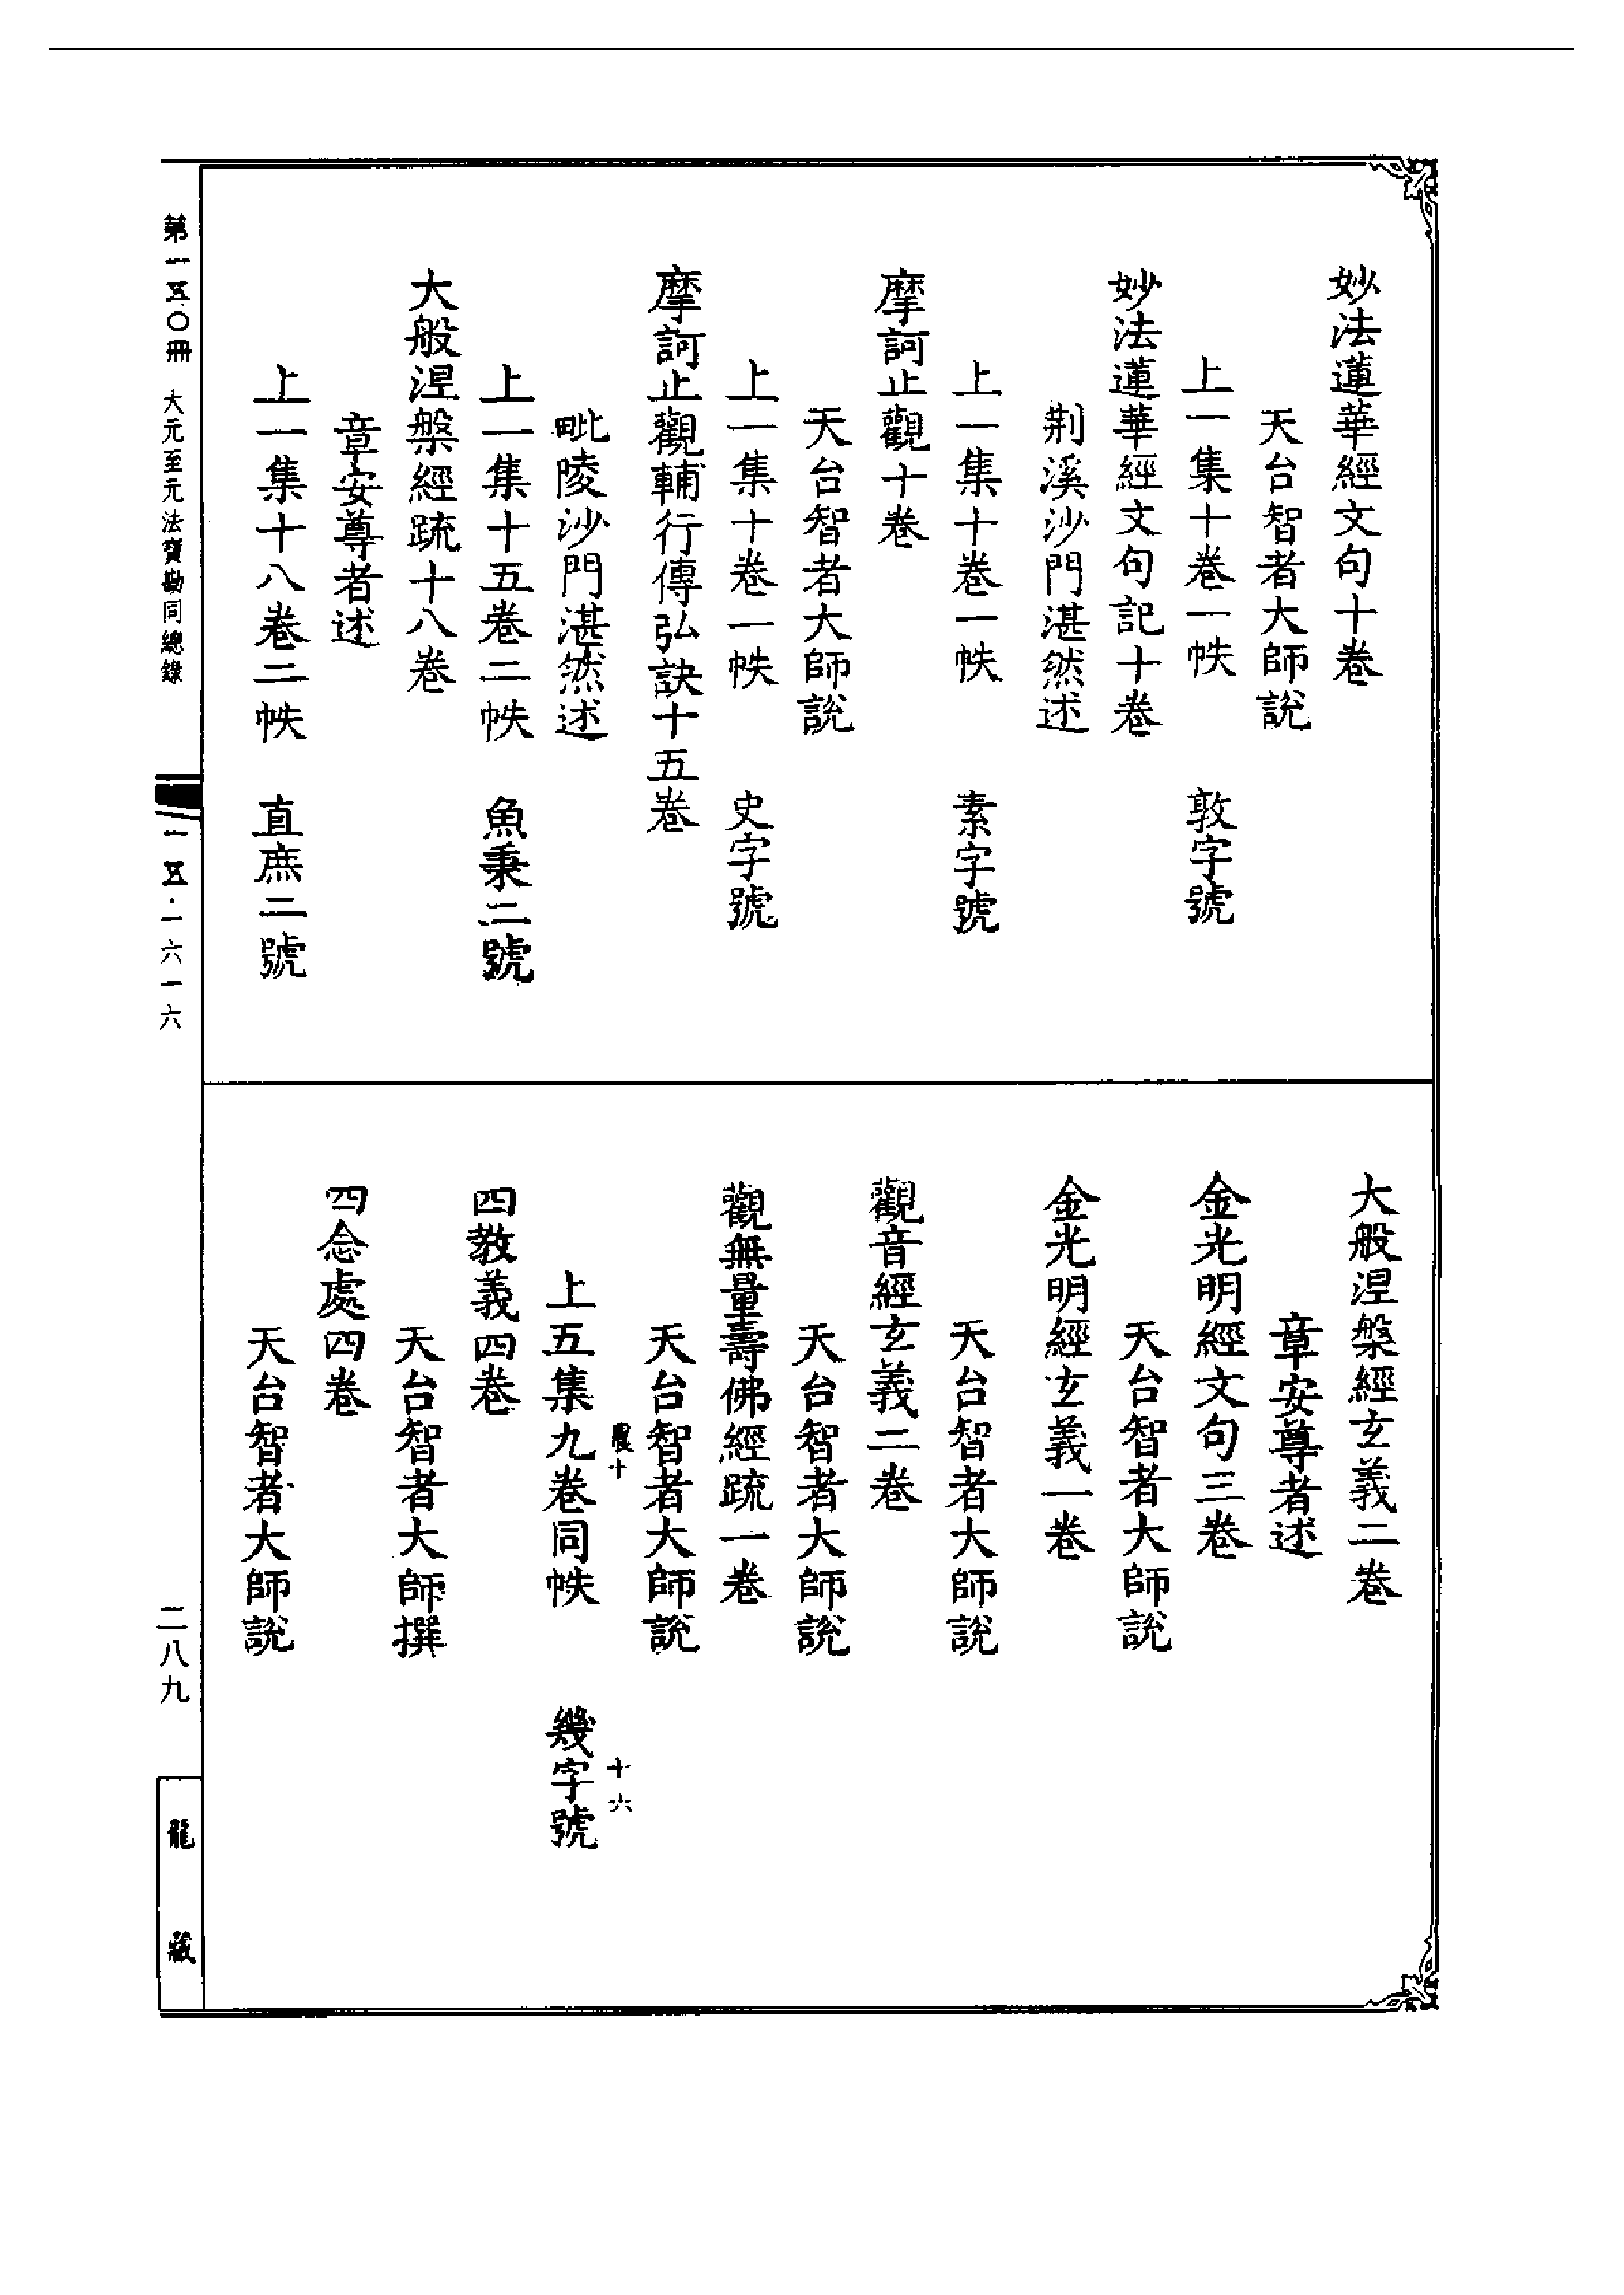 妙法蓮華經文句十卷
天台智者大師說
上一集十卷一帙　敦字號
妙法蓮華經文句記十卷
荆溪沙門湛然述
上一集十卷一帙　素字號
摩訶止觀十卷
天台智者大師說
上一集十卷一帙　史字號
摩訶止觀輔行傳弘訣十五卷
毗陵沙門湛然述
上一集十五卷二帙　魚秉二號
大般涅槃經疏十八卷
章安尊者述
上一集十八卷二帙　直庶二號
大般涅槃經玄義二卷
章安尊者述
金光明經文句三卷
天台智者大師說
金光明經玄義一卷
天台智者大師說
觀音經玄義二卷
天台智者大師說
觀無量壽佛經疏一卷
天台智者大師說
十　十六
上五集九卷同帙　幾字號
四教義四卷
天台智者大師撰
四念處四卷
天台智者大師說
第一五〇冊　大元至元法寶勘同總錄
一五·一六一六
二八九
龍藏